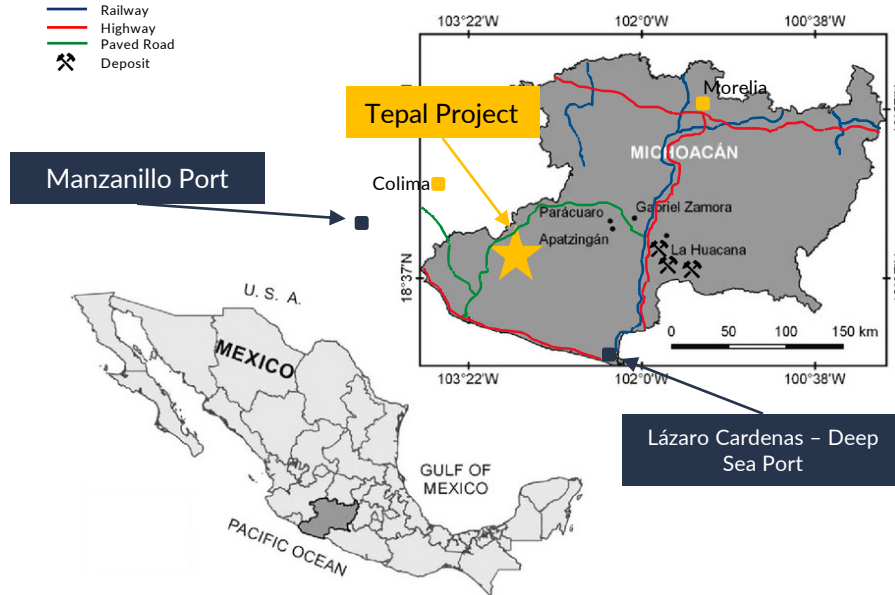 Railway
Highway
Paved Road
Deposit
103°22'W
102°0'W
100°38'W
Tepal Project
Morelia
MICHOACÁN
Manzanillo Port
Colima
Parácuaro
Gabriel Zamora
Apatzingán
La Huacana
18°37'N
0
50
100
150 km
103°22'W
102°0'W
100°38'W
U. S. A.
MEXICO
Lázaro Cardenas – Deep
Sea Port
GULF OF
MEXICO
PACIFIC OCEAN